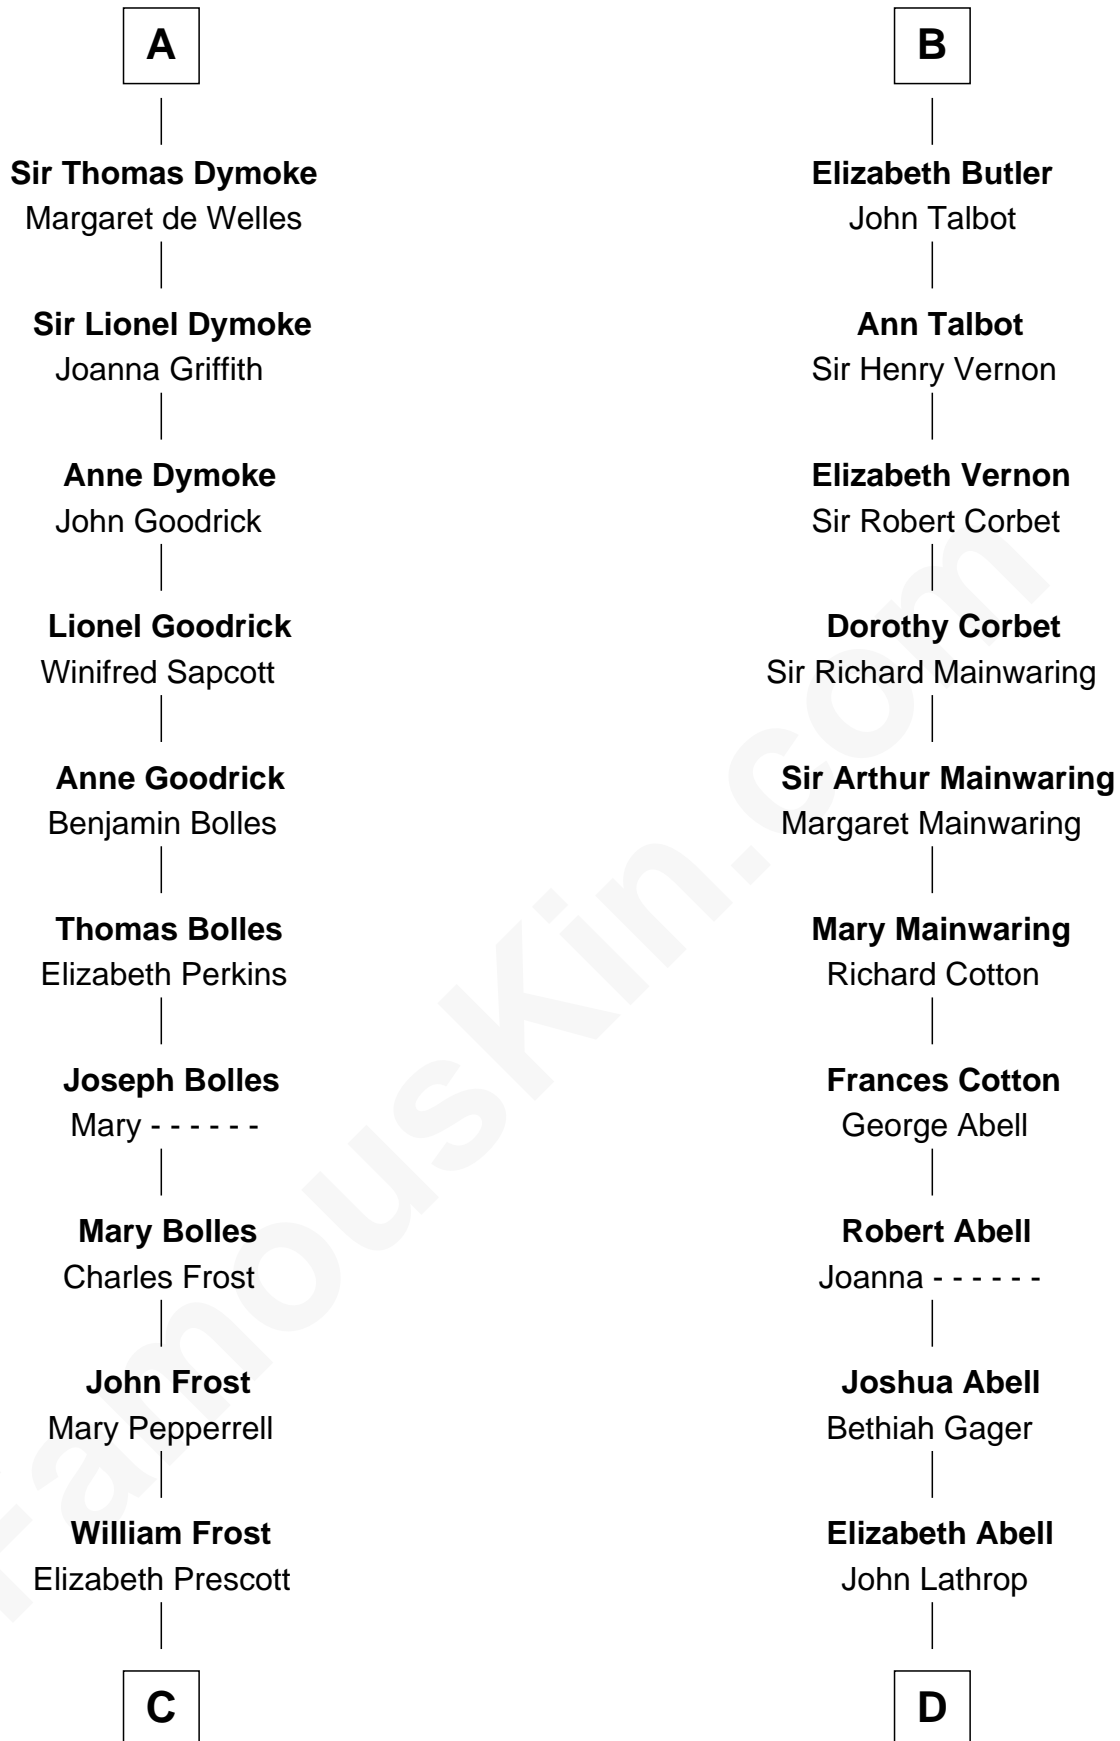 A
Sir Thomas Dymoke
Margaret de Welles
Sir Lionel Dymoke
Joanna Griffith
Anne Dymoke
John Goodrick
Lionel Goodrick
Winifred Sapcott
Anne Goodrick
Benjamin Bolles
Thomas Bolles
Elizabeth Perkins
Joseph Bolles
Mary - - - - - -
Mary Bolles
Charles Frost
John Frost
Mary Pepperrell
William Frost
Elizabeth Prescott
C
B
Elizabeth Butler
John Talbot
Ann Talbot
Sir Henry Vernon
Elizabeth Vernon
Sir Robert Corbet
Dorothy Corbet
Sir Richard Mainwaring
Sir Arthur Mainwaring
Margaret Mainwaring
Mary Mainwaring
Richard Cotton
Frances Cotton
George Abell
Robert Abell
Joanna - - - - - -
Joshua Abell
Bethiah Gager
Elizabeth Abell
John Lathrop
D
FamousKin.com